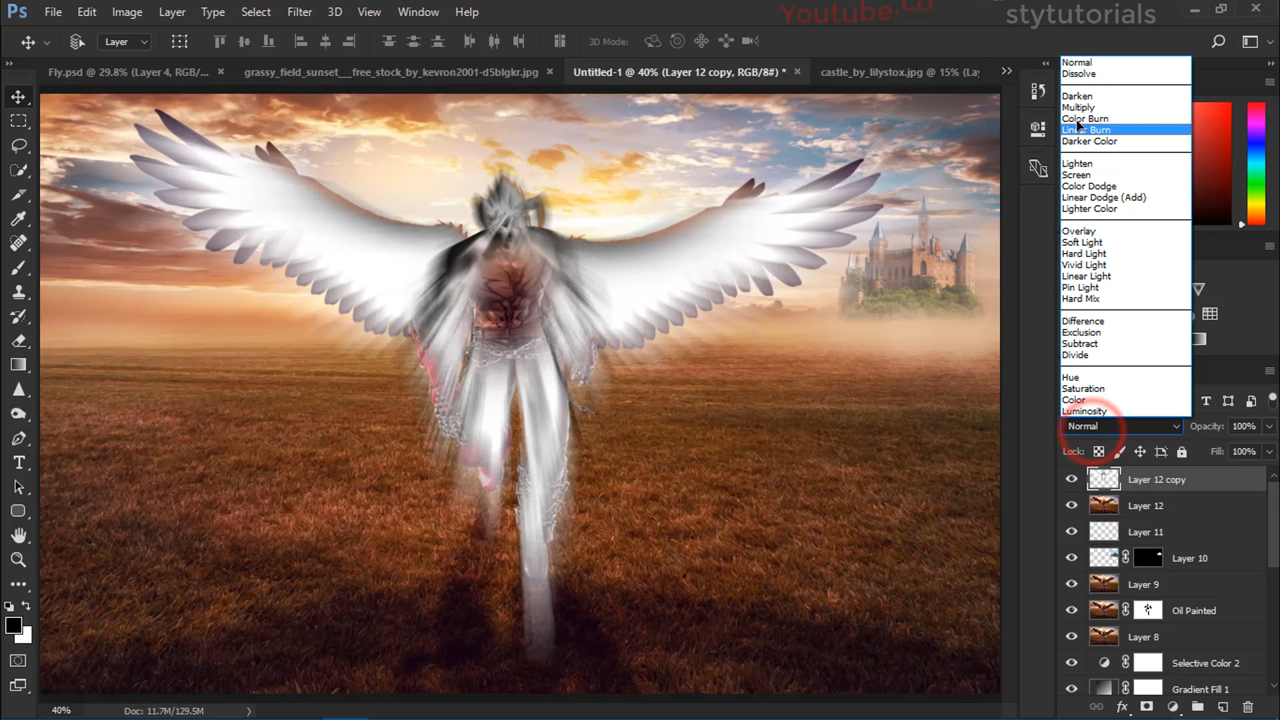 Ps File Edit Image Layer Type Select Filter 3D View Window Help
Youtube.co
stytutorials
Layer 3D Mode:
Fly.psd @ 29.8% (Layer 4, RGB/... × grassy_field_sunset___free_stock_by_kevron2001-d5blgkr.jpg × Untitled-1 @ 40% (Layer 12 copy, RGB/8#) * × castle_by_lilystox.jpg @ 15% (La
Normal
Dissolve
Darken
Multiply
Color Burn
Linear Burn
Darker Color
Lighten
Screen
Color Dodge
Linear Dodge (Add)
Lighter Color
Overlay
Soft Light
Hard Light
Vivid Light
Linear Light
Pin Light
Hard Mix
Difference
Exclusion
Subtract
Divide
Hue
Saturation
Color
Luminosity
Normal Opacity: 100%
Lock: Fill: 100%
Layer 12 copy
Layer 12
Layer 11
Layer 10
Layer 9
Oil Painted
Layer 8
Selective Color 2
Gradient Fill 1
40% Doc: 11.7M/129.5M